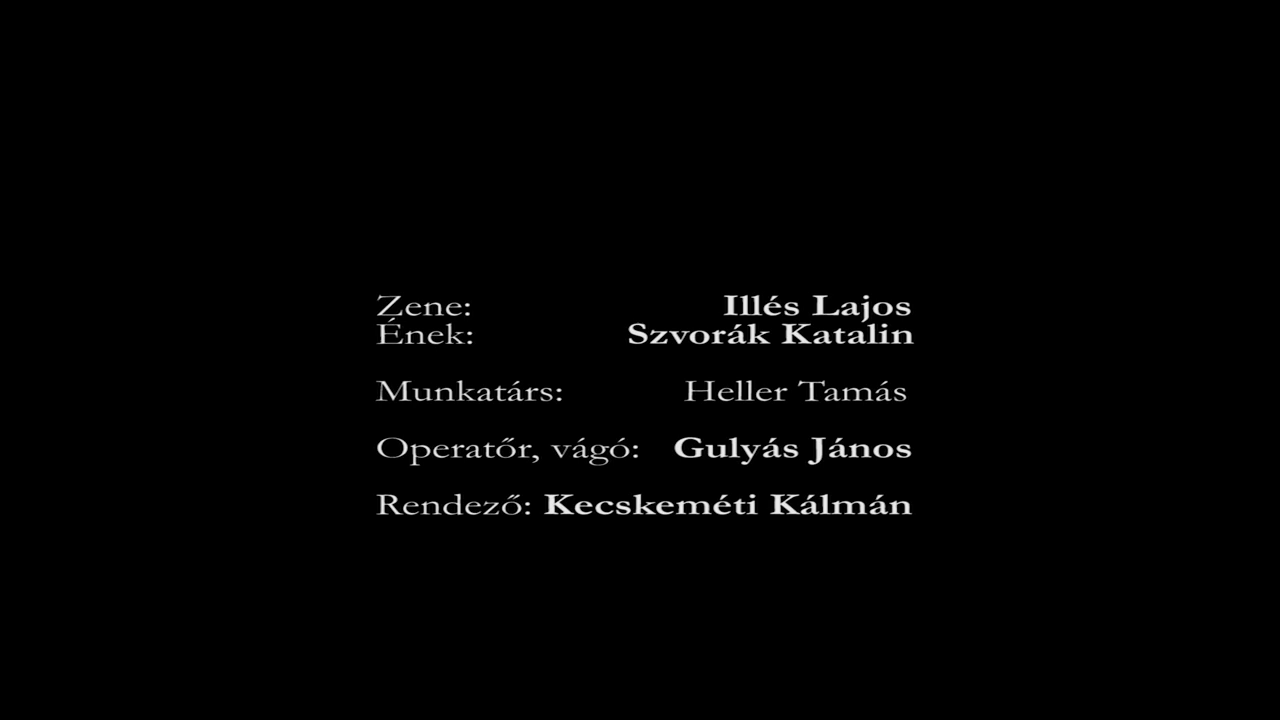 Zene: Illés Lajos
Ének: Szvorák Katalin
Munkatárs: Heller Tamás
Operatőr, vágó: Gulyás János
Rendező: Kecskeméti Kálmán